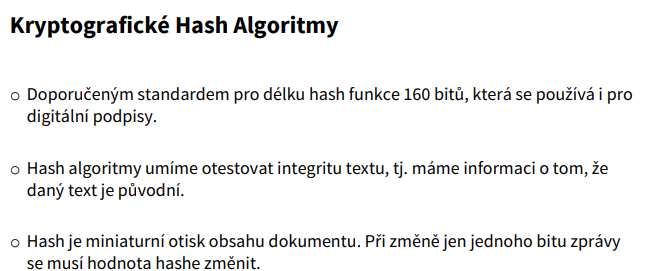 Kryptografické Hash Algoritmy
○ Doporučeným standardem pro délku hash funkce 160 bitů, která se používá i pro
digitální podpisy.
○ Hash algoritmy umíme otestovat integritu textu, tj. máme informaci o tom, že
daný text je původní.
○ Hash je miniaturní otisk obsahu dokumentu. Při změně jen jednoho bitu zprávy
se musí hodnota hashe změnit.